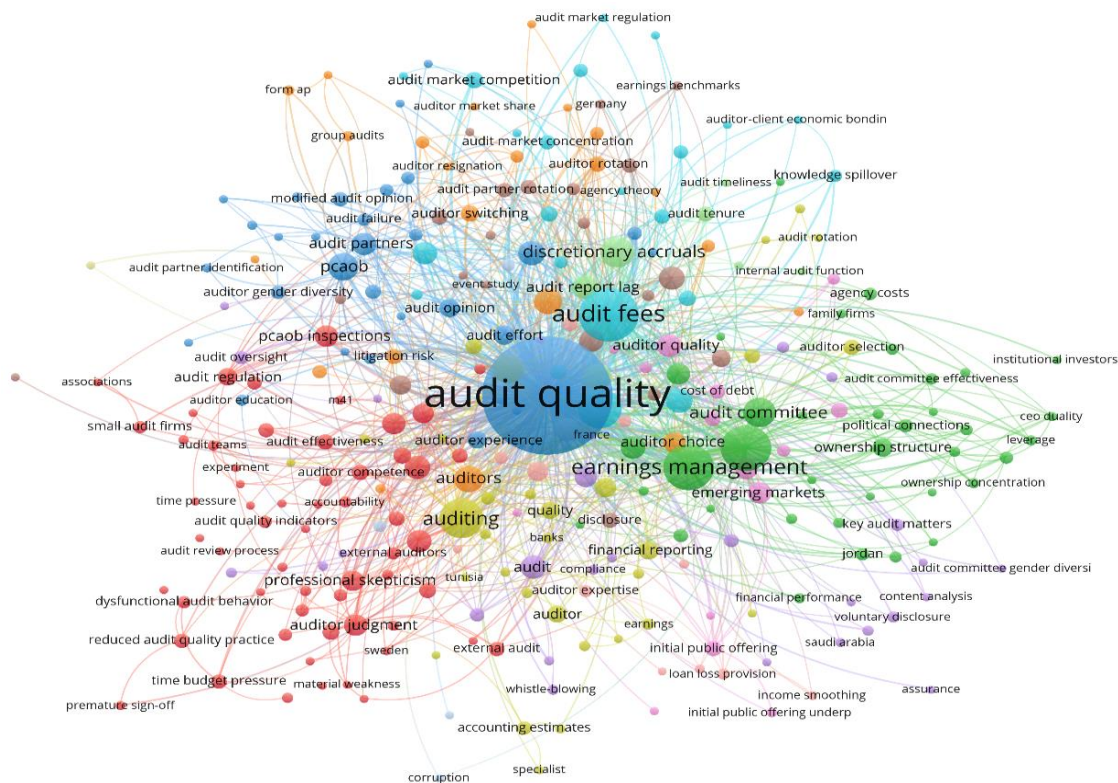 audit market regulation
audit market competition
earnings benchmarks
form ap
auditor market share
germany
auditor-client economic bondin
group audits
audit market concentration
auditor resignation
auditor rotation
knowledge spillover
audit partner rotation
agency theory
audit timeliness
modified audit opinion
auditor switching
audit tenure
audit failure
audit partners
audit rotation
discretionary accruals
audit partner identification
pcaob
internal audit function
event study
audit report lag
auditor gender diversity
agency costs
audit opinion
audit fees
family firms
pcaob inspections
audit effort
auditor quality
auditor selection
audit oversight
litigation risk
institutional investors
audit regulation
associations
audit quality
cost of debt
audit committee effectiveness
auditor education
m41
audit committee
ceo duality
small audit firms
political connections
audit teams
audit effectiveness
auditor experience
france
auditor choice
ownership structure
leverage
experiment
auditor competence
earnings management
auditors
ownership concentration
time pressure
accountability
emerging markets
audit quality indicators
auditing
quality
disclosure
key audit matters
audit review process
external auditors
banks
financial reporting
jordan
professional skepticism
tunisia
audit
compliance
audit committee gender diversi
dysfunctional audit behavior
auditor expertise
financial performance
content analysis
auditor judgment
auditor
earnings
voluntary disclosure
reduced audit quality practice
sweden
external audit
initial public offering
saudi arabia
time budget pressure
material weakness
whistle-blowing
loan loss provision
assurance
premature sign-off
income smoothing
accounting estimates
initial public offering underp
specialist
corruption